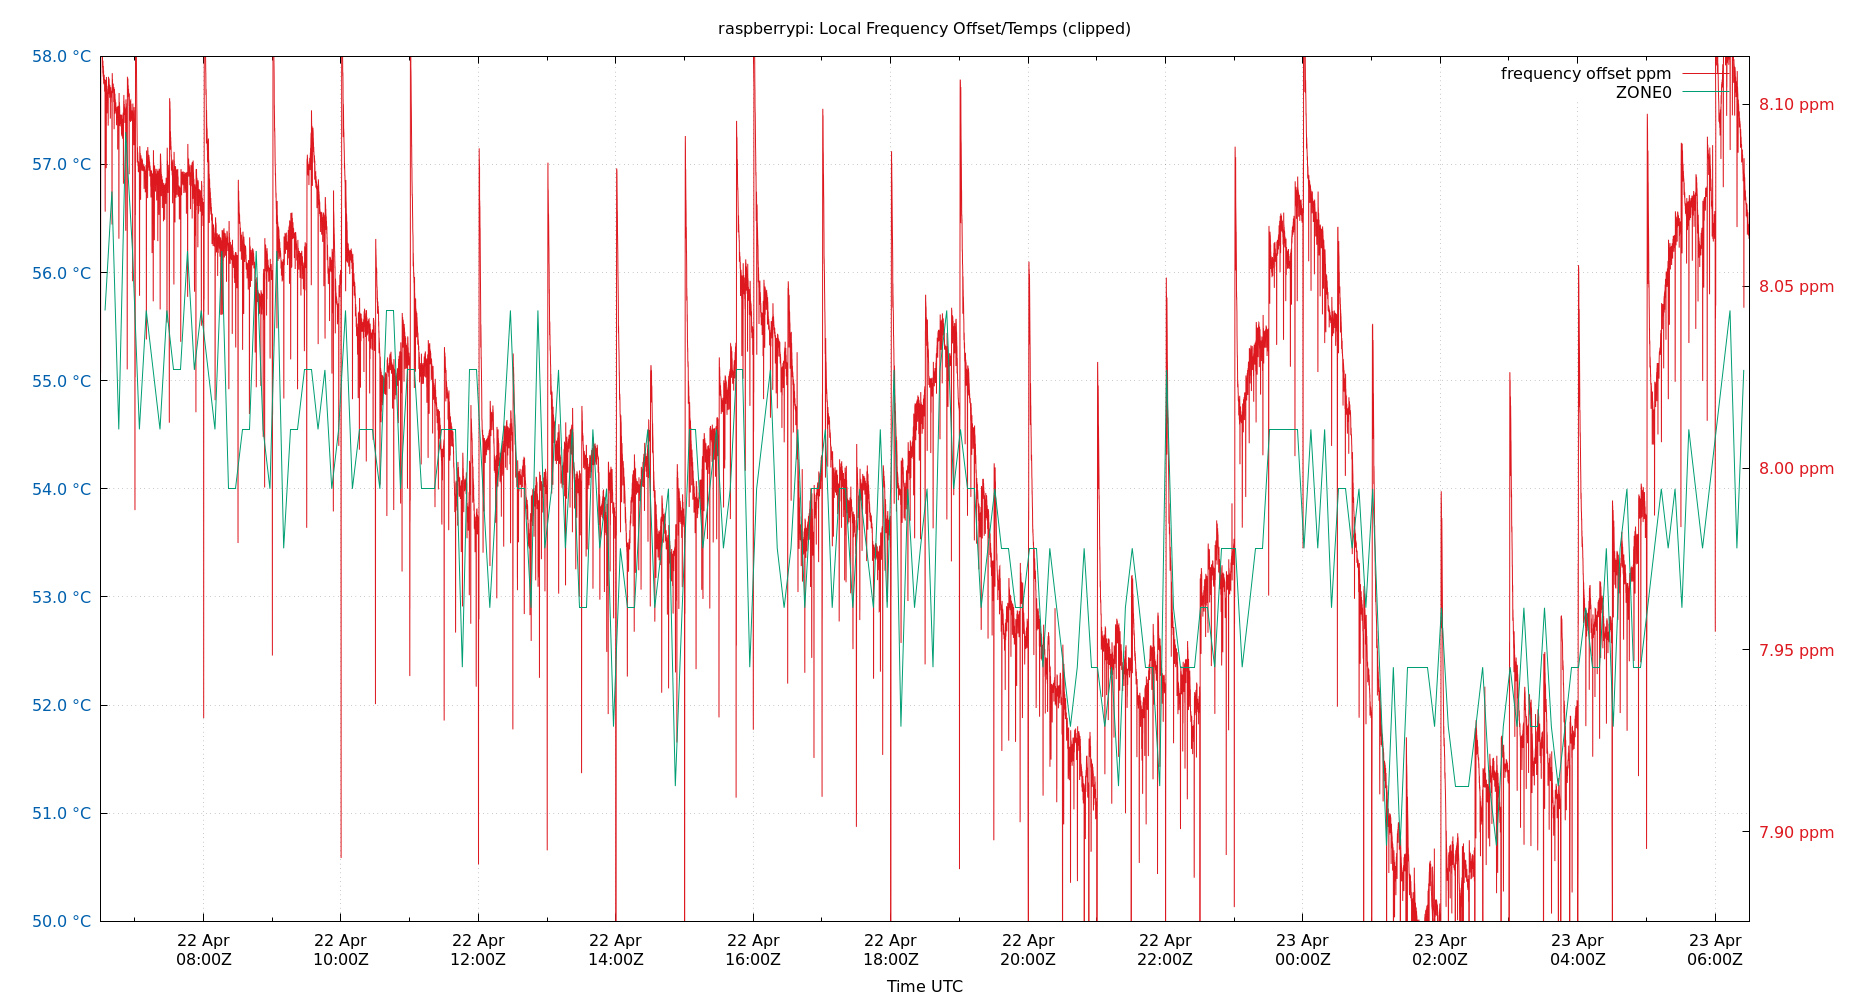 raspberrypi: Local Frequency Offset/Temps (clipped)
frequency offset ppm
ZONE0
58.0 °C
57.0 °C
56.0 °C
55.0 °C
54.0 °C
53.0 °C
52.0 °C
51.0 °C
50.0 °C
8.10 ppm
8.05 ppm
8.00 ppm
7.95 ppm
7.90 ppm
22 Apr 22 Apr 22 Apr 22 Apr 22 Apr 22 Apr 22 Apr 22 Apr 23 Apr 23 Apr 23 Apr 23 Apr
08:00Z 10:00Z 12:00Z 14:00Z 16:00Z 18:00Z 20:00Z 22:00Z 00:00Z 02:00Z 04:00Z 06:00Z
Time UTC